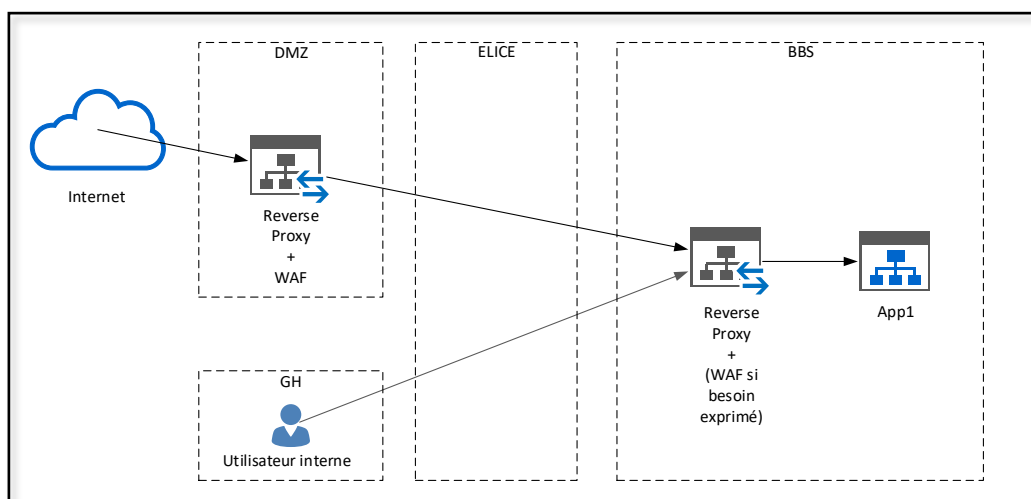 DMZ
ELICE
BBS
Internet
Reverse
Proxy
+
WAF
Reverse
Proxy
+
(WAF si
besoin
exprimé)
App1
GH
Utilisateur interne